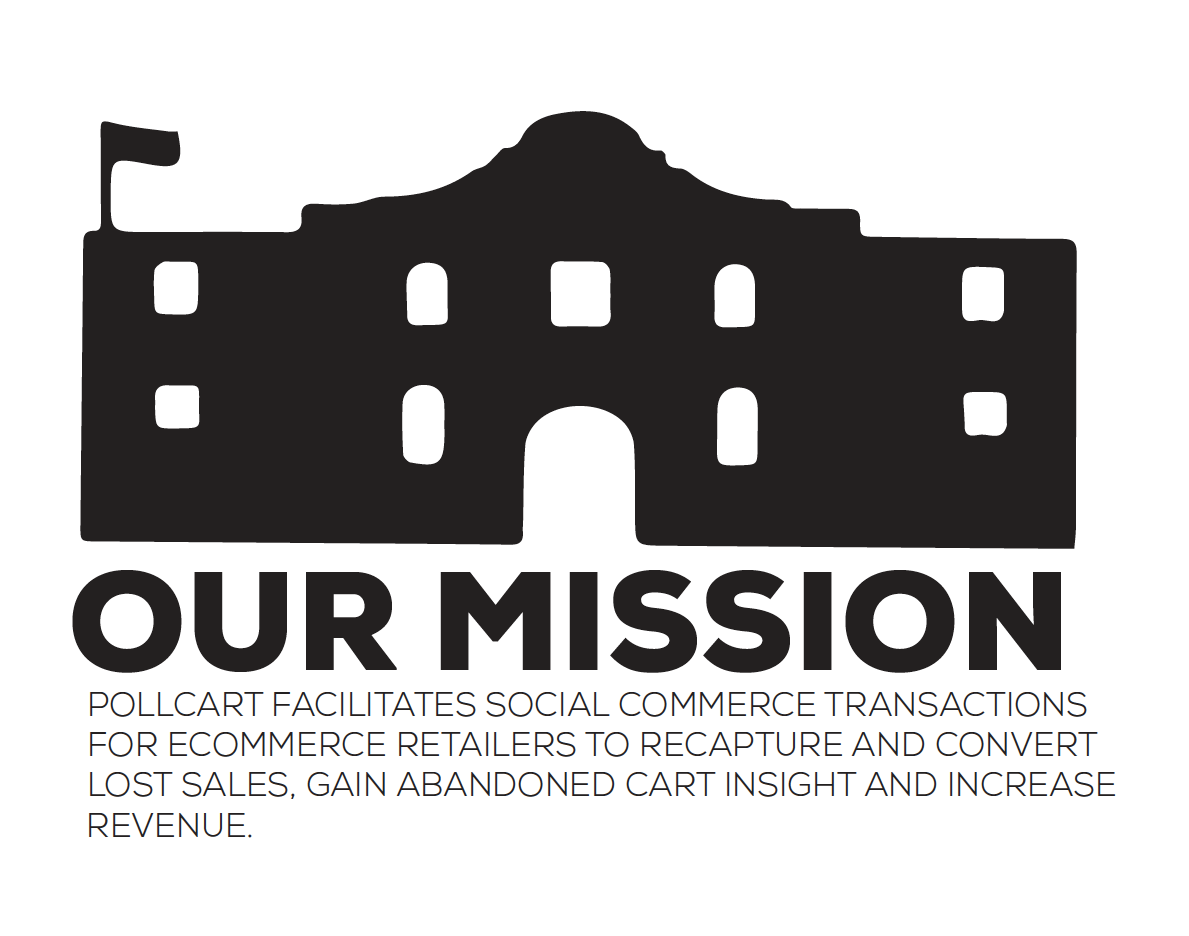 OUR MISSION
POLLCART FACILITATES SOCIAL COMMERCE TRANSACTIONS
FOR ECOMMERCE RETAILERS TO RECAPTURE AND CONVERT
LOST SALES, GAIN ABANDONED CART INSIGHT AND INCREASE
REVENUE.